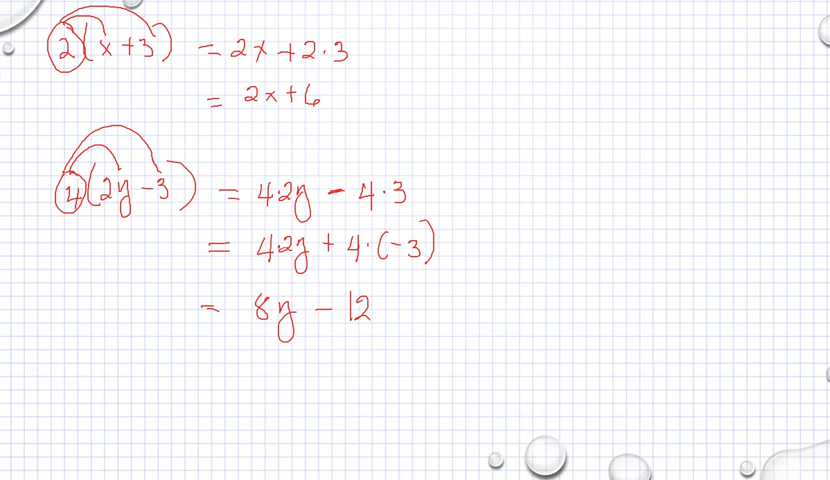 2(x+3) = 2x + 2·3
= 2x + 6
4(2y-3) = 4·2y - 4·3
= 4·2y + 4·(-3)
= 8y - 12